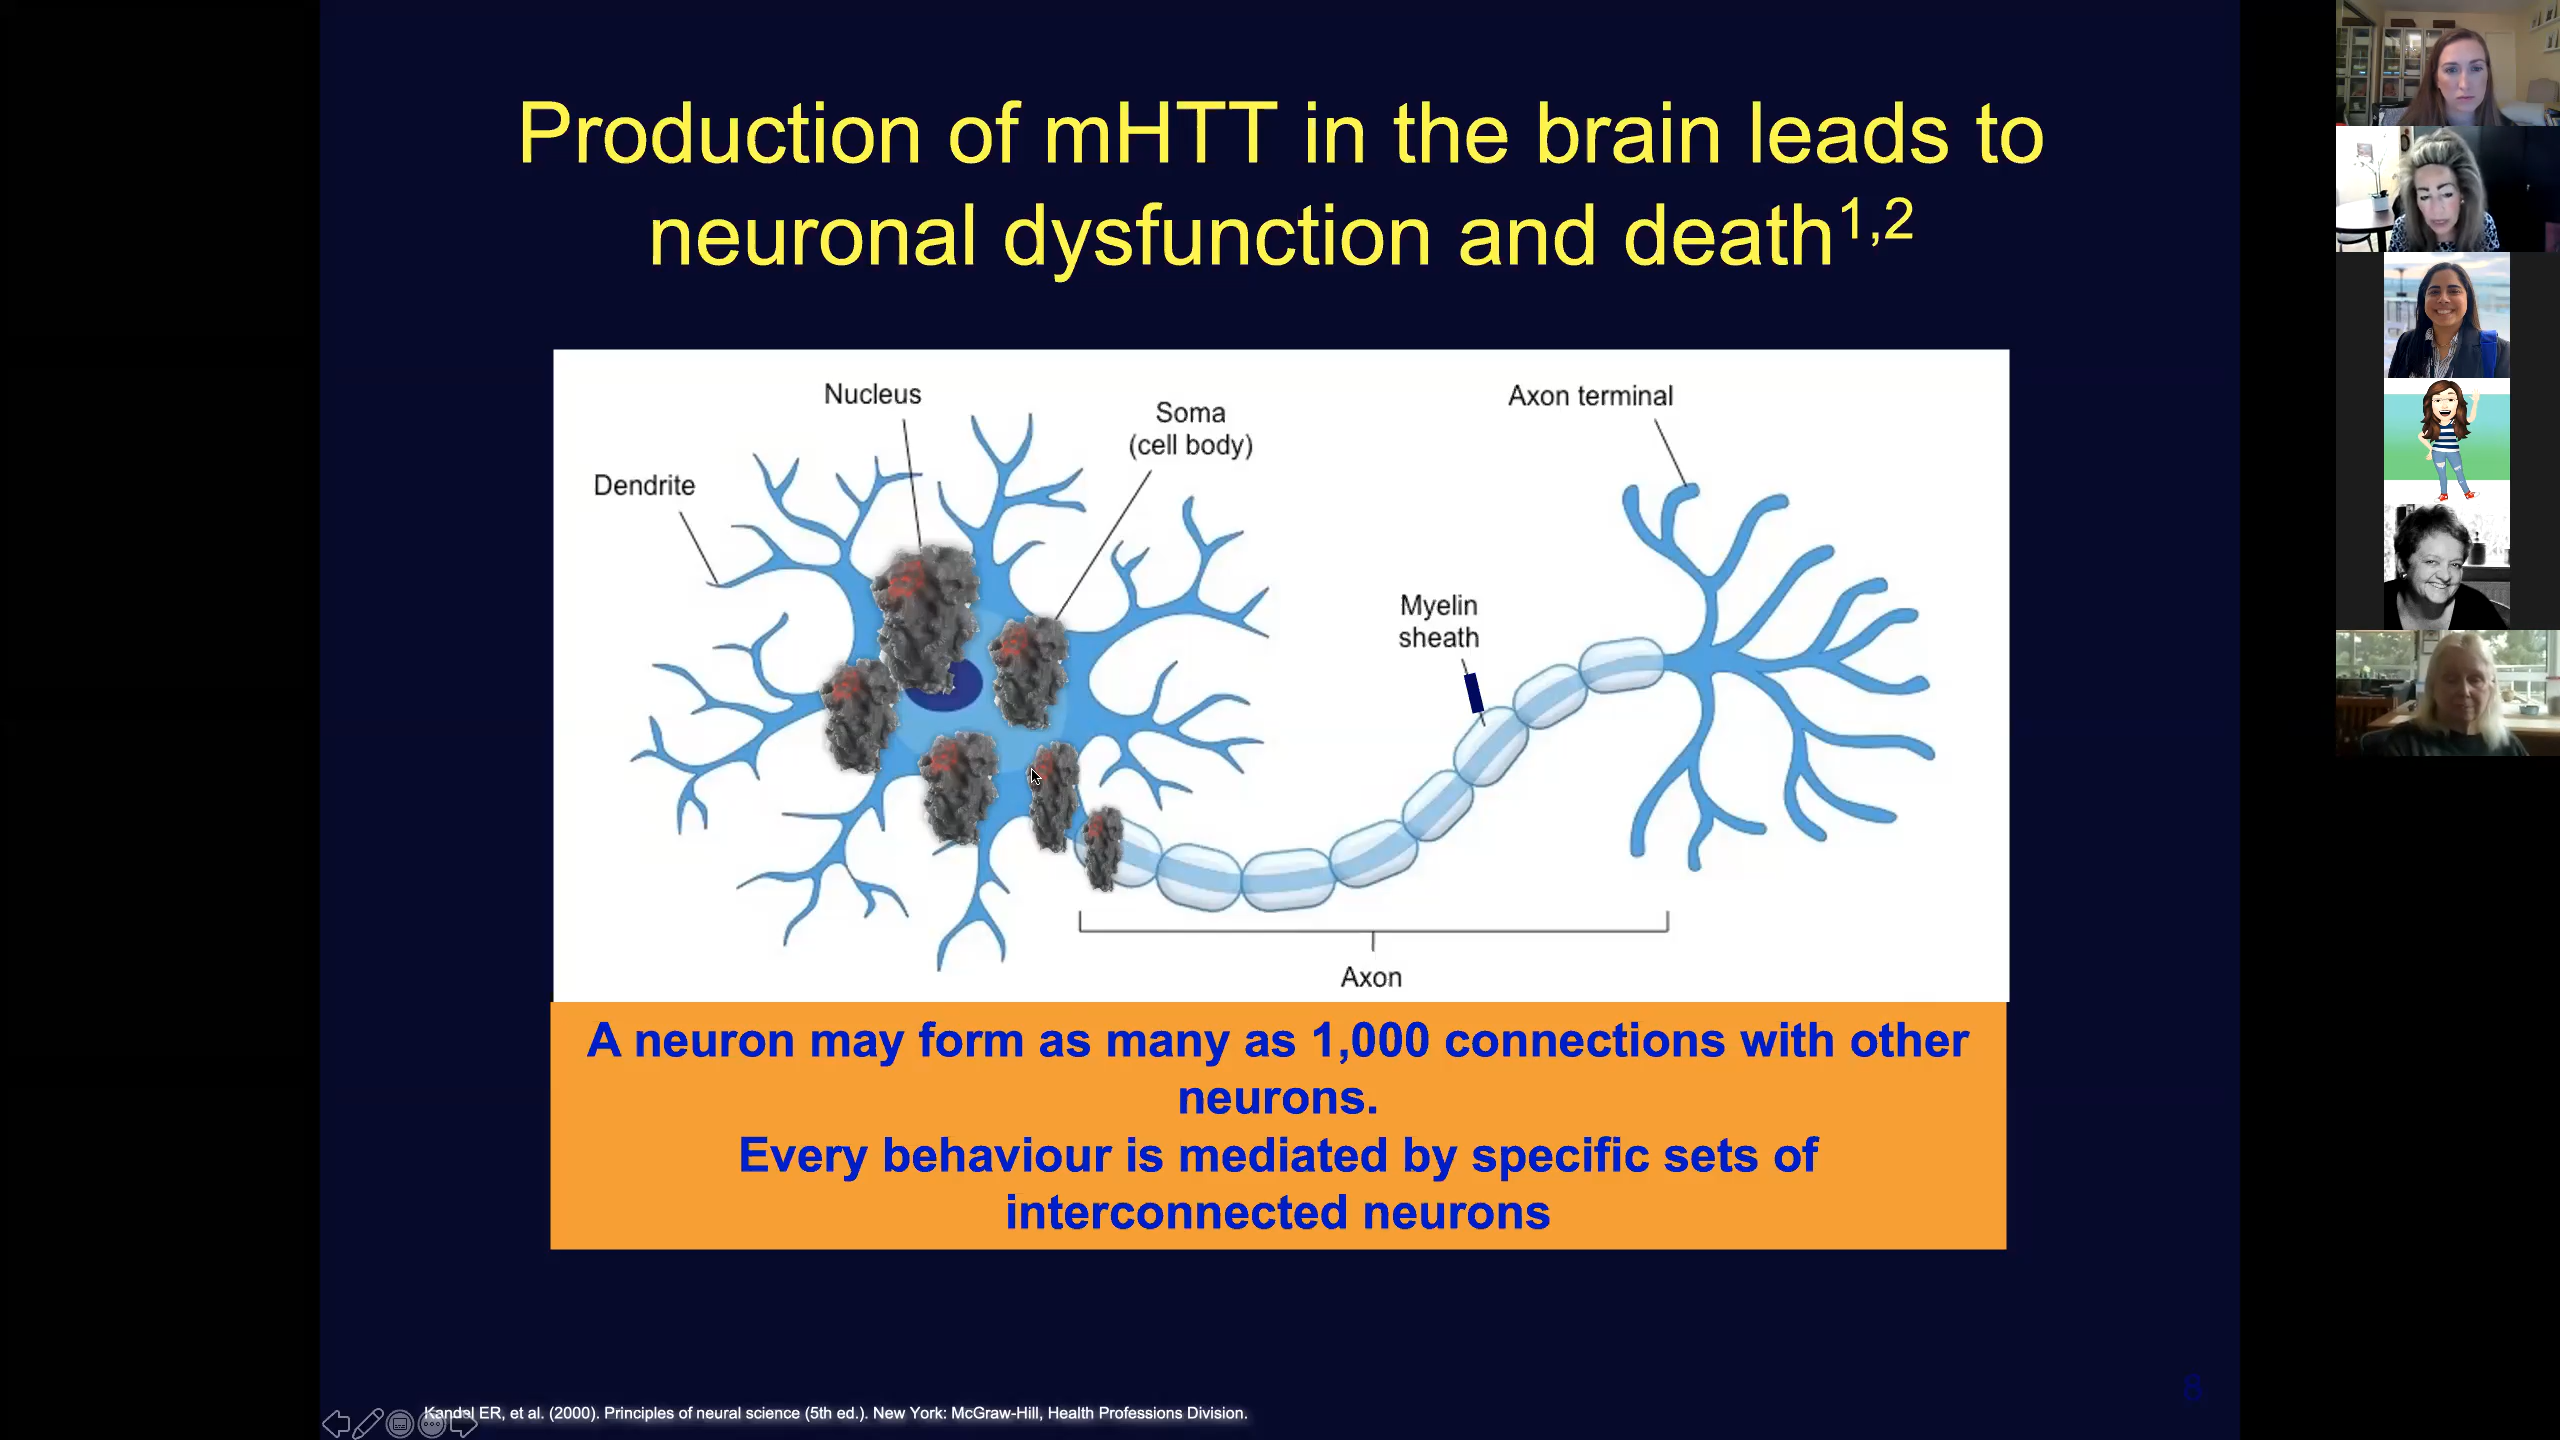 Production of mHTT in the brain leads to
neuronal dysfunction and death1,2
Nucleus
Axon terminal
Soma
(cell body)
Dendrite
Myelin
sheath
Axon
A neuron may form as many as 1,000 connections with other
neurons.
Every behaviour is mediated by specific sets of
interconnected neurons
8
Kandel ER, et al. (2000). Principles of neural science (5th ed.). New York: McGraw-Hill, Health Professions Division.